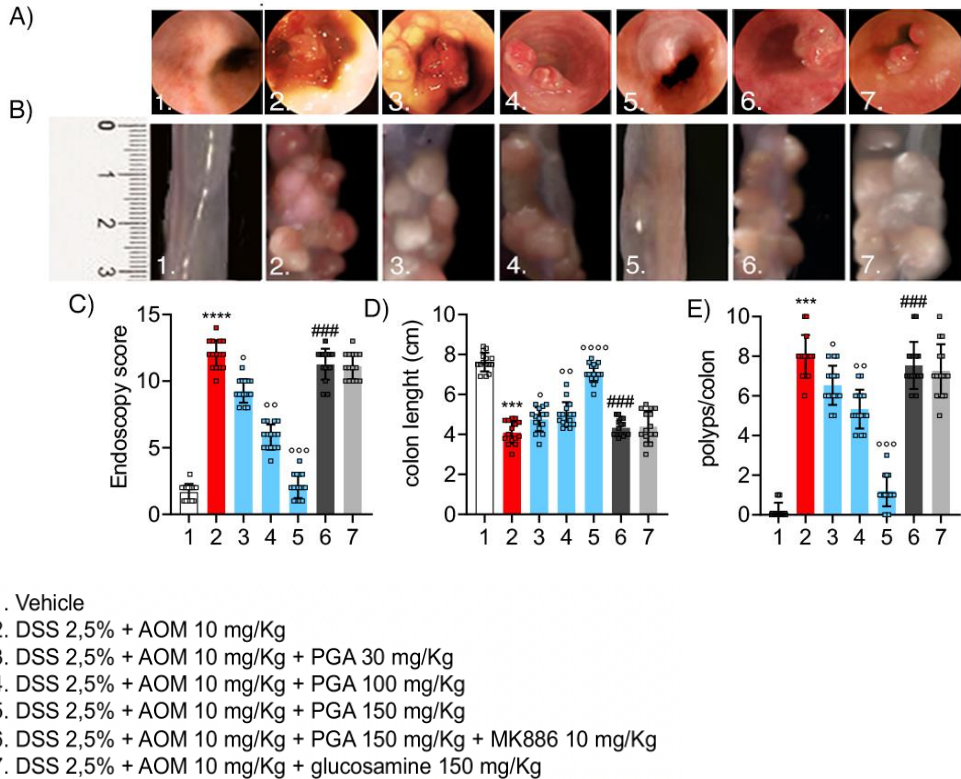 A)
1. 2. 3. 4. 5. 6. 7.
B)
0
1
2
3
1. 2. 3. 4. 5. 6. 7.
C)
Endoscopy score
15
10
5
0
****
°
°°
°°°
###
1 2 3 4 5 6 7
D)
colon lenght (cm)
10
8
6
4
2
0
***
°
°°
°°°°
###
1 2 3 4 5 6 7
E)
polyps/colon
10
8
6
4
2
0
***
°
°°
°°°
###
1 2 3 4 5 6 7
. Vehicle
2. DSS 2,5% + AOM 10 mg/Kg
3. DSS 2,5% + AOM 10 mg/Kg + PGA 30 mg/Kg
4. DSS 2,5% + AOM 10 mg/Kg + PGA 100 mg/Kg
5. DSS 2,5% + AOM 10 mg/Kg + PGA 150 mg/Kg
6. DSS 2,5% + AOM 10 mg/Kg + PGA 150 mg/Kg + MK886 10 mg/Kg
7. DSS 2,5% + AOM 10 mg/Kg + glucosamine 150 mg/Kg